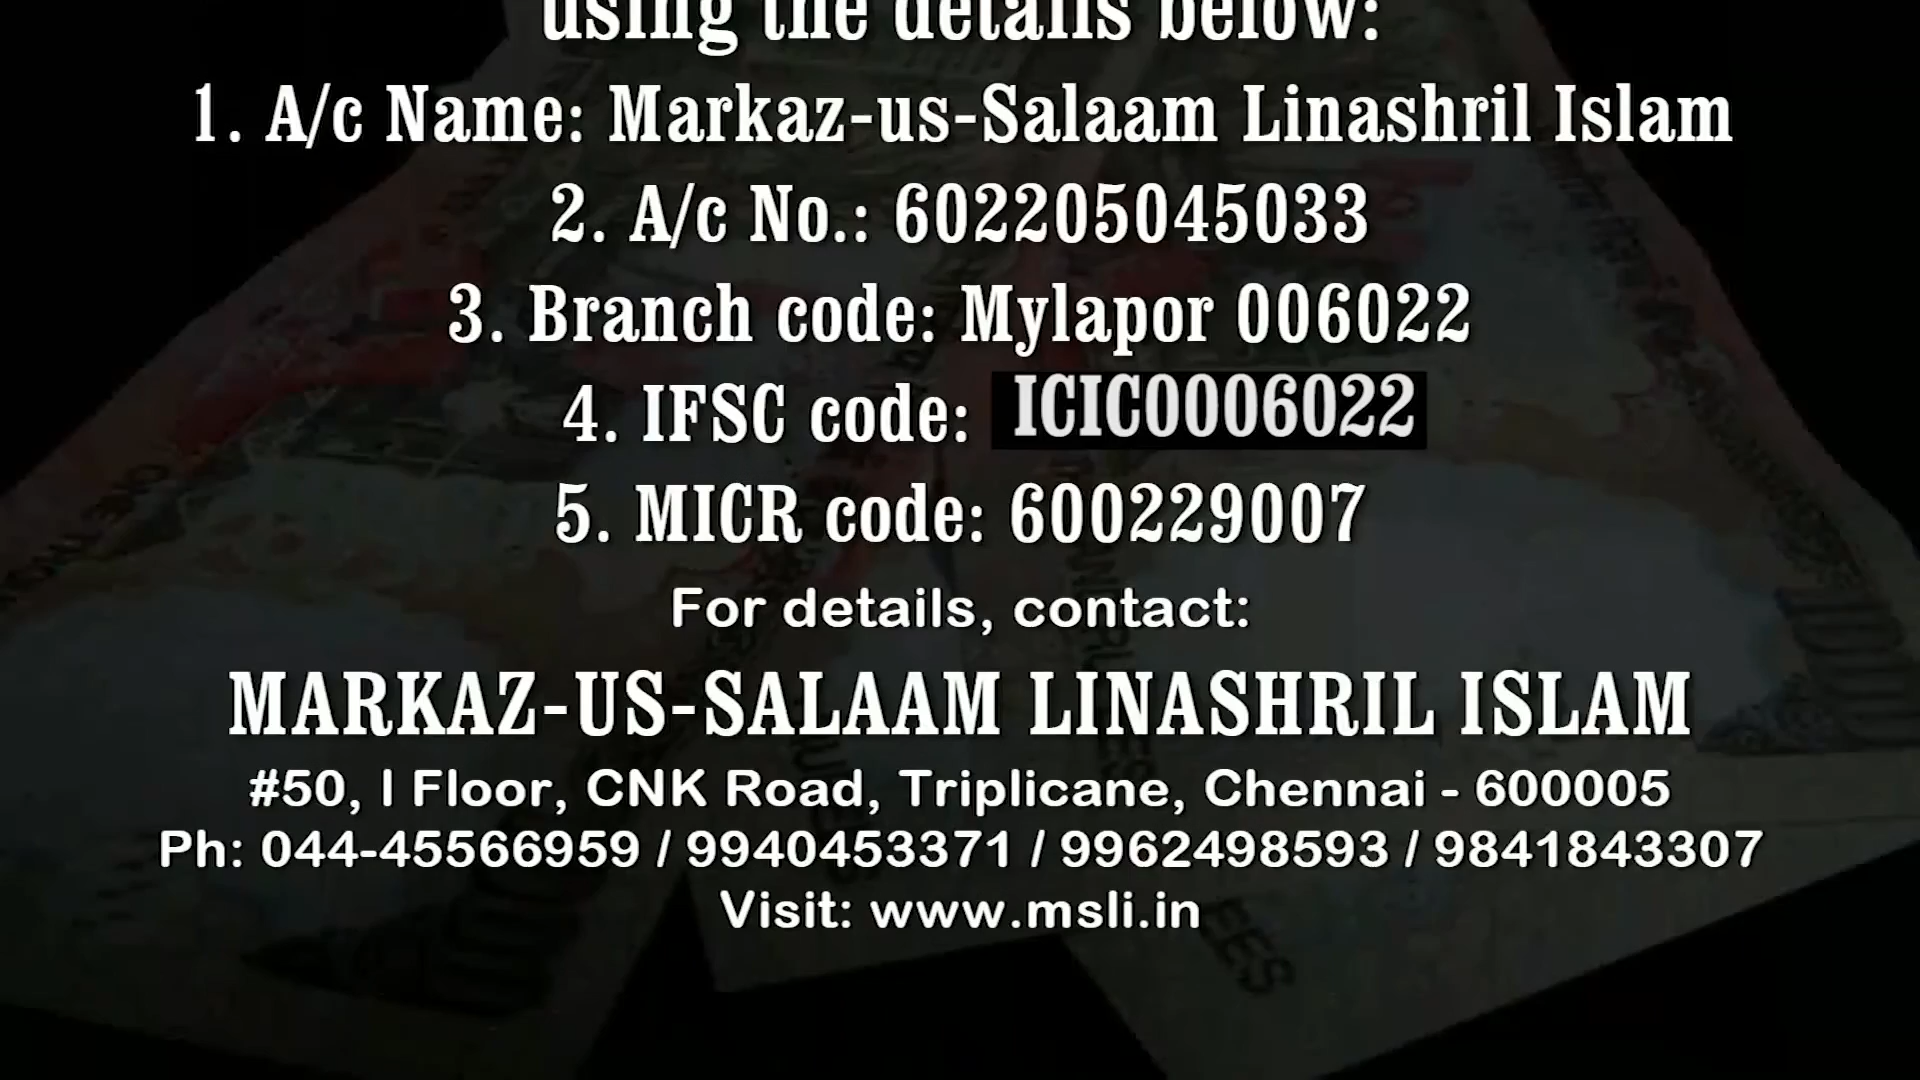 using the details below:
1. A/c Name: Markaz-us-Salaam Linashril Islam
2. A/c No.: 602205045033
3. Branch code: Mylapor 006022
4. IFSC code: ICIC0006022
5. MICR code: 600229007
For details, contact:
MARKAZ-US-SALAAM LINASHRIL ISLAM
#50, I Floor, CNK Road, Triplicane, Chennai - 600005
Ph: 044-45566959 / 9940453371 / 9962498593 / 9841843307
Visit: www.msli.in